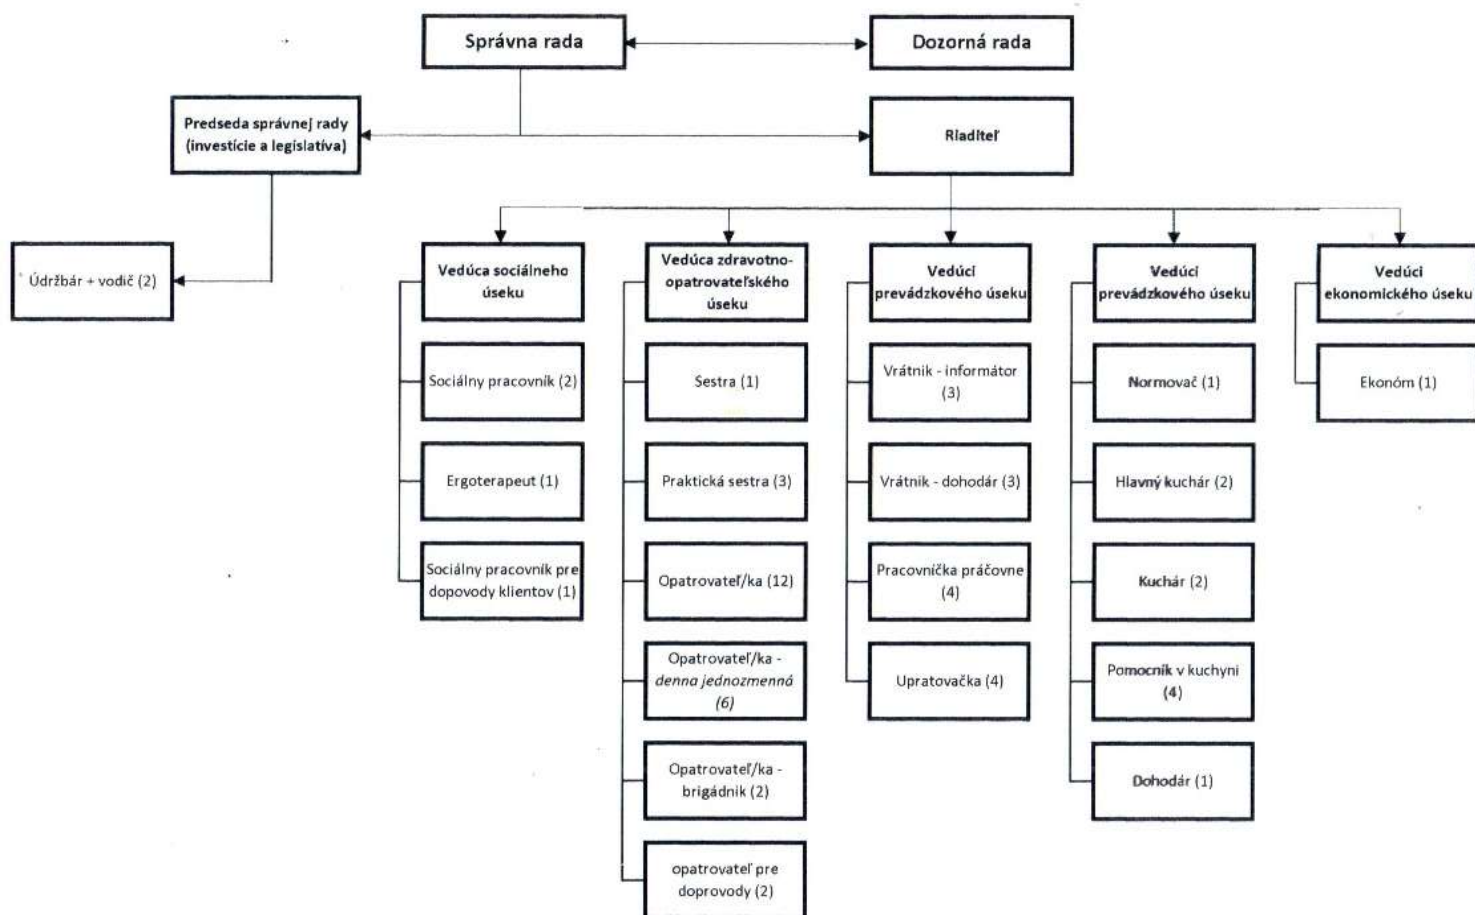 Správna rada
Dozorná rada
Predseda správnej rady
(investície a legislatíva)
Riaditeľ
Údržbár + vodič (2)
Vedúca sociálneho
úseku
Sociálny pracovník (2)
Ergoterapeut (1)
Sociálny pracovník pre
dopovody klientov (1)
Vedúca zdravotno-
opatrovateľského
úseku
Sestra (1)
Praktická sestra (3)
Opatrovateľ/ka (12)
Opatrovateľ/ka -
denna jednozmenná
(6)
Opatrovateľ/ka -
brigádnik (2)
opatrovateľ pre
doprovody (2)
Vedúci
prevádzkového úseku
Vrátnik - informátor
(3)
Vrátnik - dohodár (3)
Pracovníčka práčovne
(4)
Upratovačka (4)
Vedúci
prevádzkového úseku
Normovač (1)
Hlavný kuchár (2)
Kuchár (2)
Pomocník v kuchyni
(4)
Dohodár (1)
Vedúci
ekonomického úseku
Ekonóm (1)